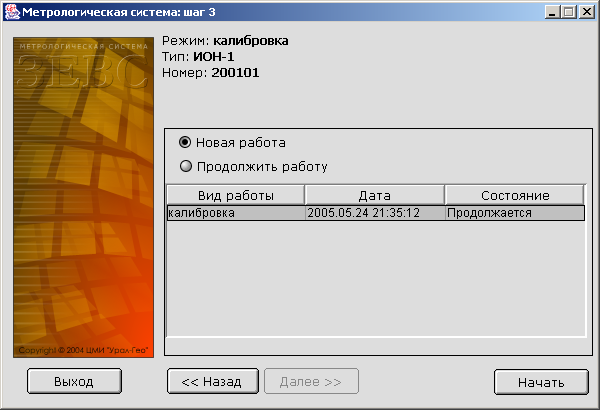 Метрологическая система: шаг 3
МЕТРОЛОГИЧЕСКАЯ СИСТЕМА
ЗЕВС
Режим: калибровка
Тип: ИОН-1
Номер: 200101
Новая работа
Продолжить работу
Вид работы Дата Состояние
калибровка 2005.05.24 21:35:12 Продолжается
Copyright © 2004 ЦМИ "Урал-Гео"
Выход << Назад Далее >> Начать